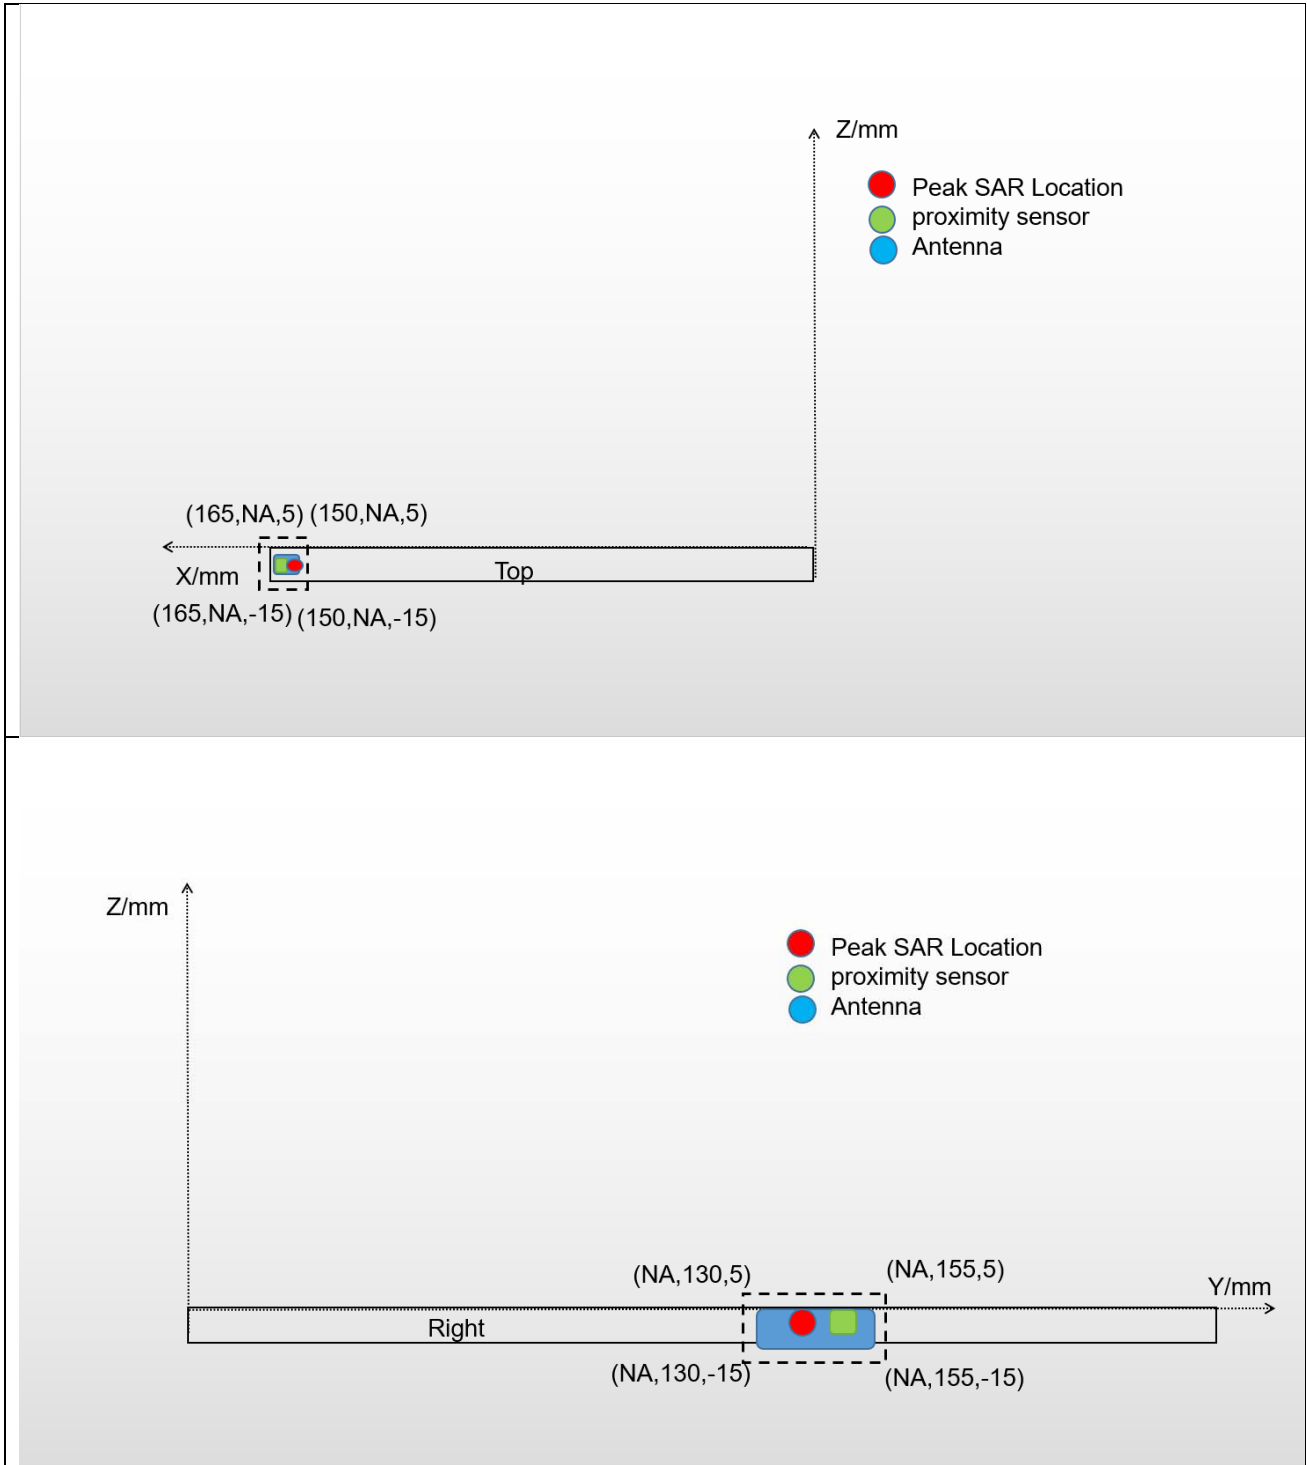 Z/mm
Peak SAR Location
proximity sensor
Antenna
(165,NA,5) (150,NA,5)
X/mm
Top
(165,NA,-15) (150,NA,-15)
Z/mm
Peak SAR Location
proximity sensor
Antenna
(NA,130,5) (NA,155,5)
Y/mm
Right
(NA,130,-15) (NA,155,-15)